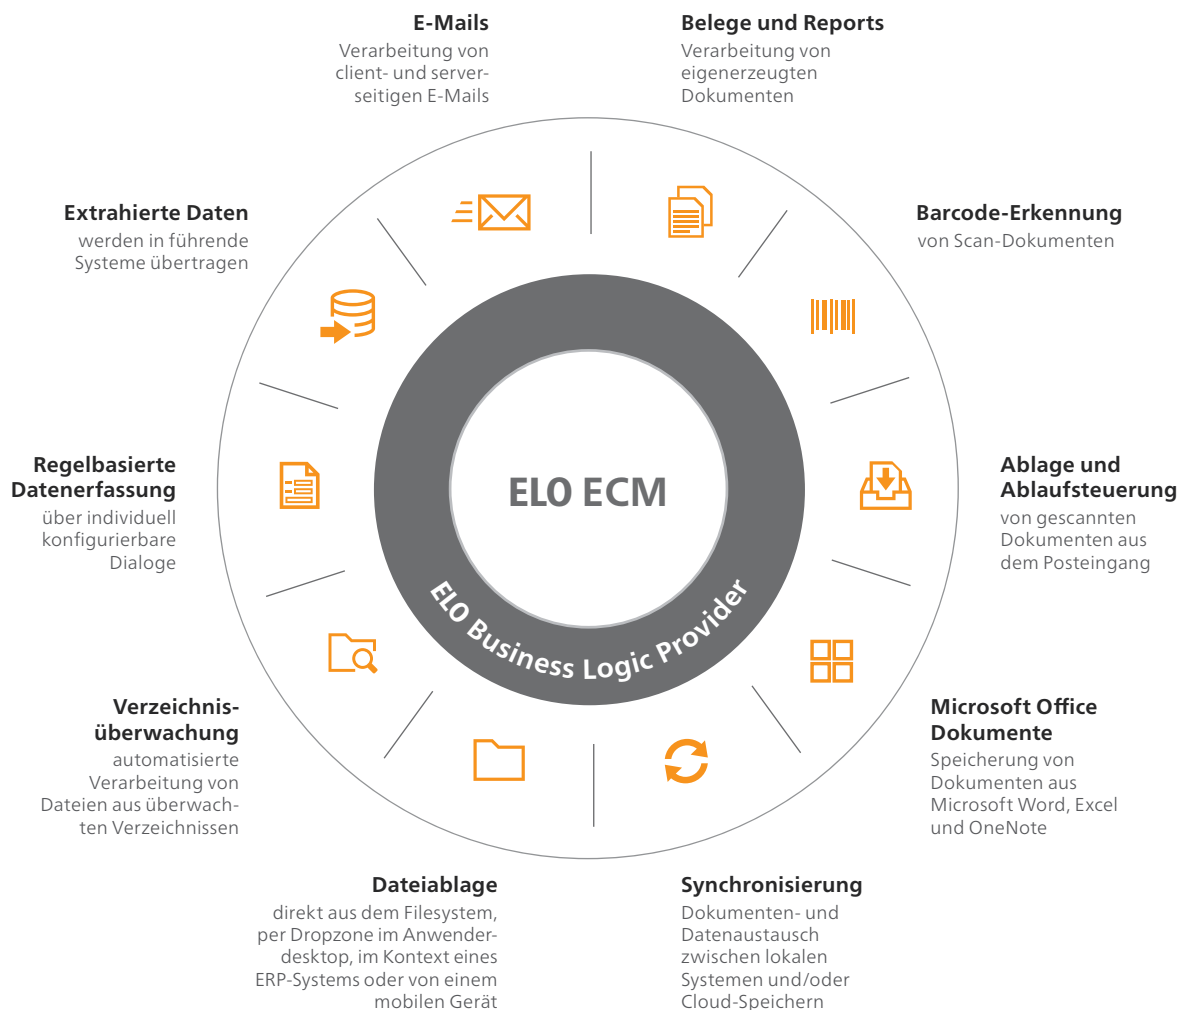 E-Mails
Verarbeitung von
client- und server-
seitigen E-Mails
Belege und Reports
Verarbeitung von
eigenerzeugten
Dokumenten
Extrahierte Daten
werden in führende
Systeme übertragen
Barcode-Erkennung
von Scan-Dokumenten
Regelbasierte
Datenerfassung
über individuell
konfigurierbare
Dialoge
ELO ECM
ELO Business Logic Provider
Ablage und
Ablaufsteuerung
von gescannten
Dokumenten aus
dem Posteingang
Verzeichnis-
überwachung
automatisierte
Verarbeitung von
Dateien aus überwach-
ten Verzeichnissen
Microsoft Office
Dokumente
Speicherung von
Dokumenten aus
Microsoft Word, Excel
und OneNote
Dateiablage
direkt aus dem Filesystem,
per Dropzone im Anwender-
desktop, im Kontext eines
ERP-Systems oder von einem
mobilen Gerät
Synchronisierung
Dokumenten- und
Datenaustausch
zwischen lokalen
Systemen und/oder
Cloud-Speichern